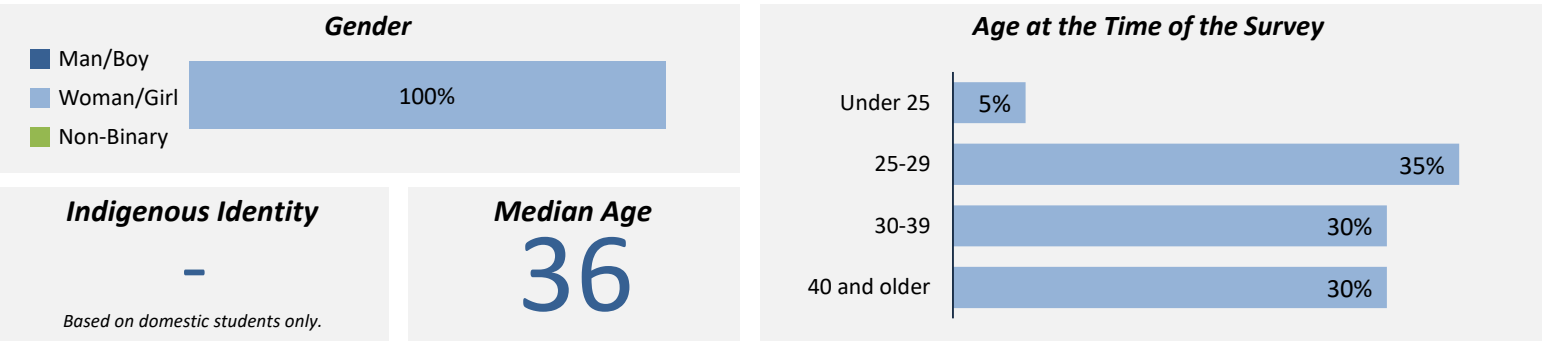 Gender
Man/Boy
Woman/Girl
Non-Binary
100%
Indigenous Identity
-
Based on domestic students only.
Median Age
36
Age at the Time of the Survey
Under 25
5%
25-29
35%
30-39
30%
40 and older
30%